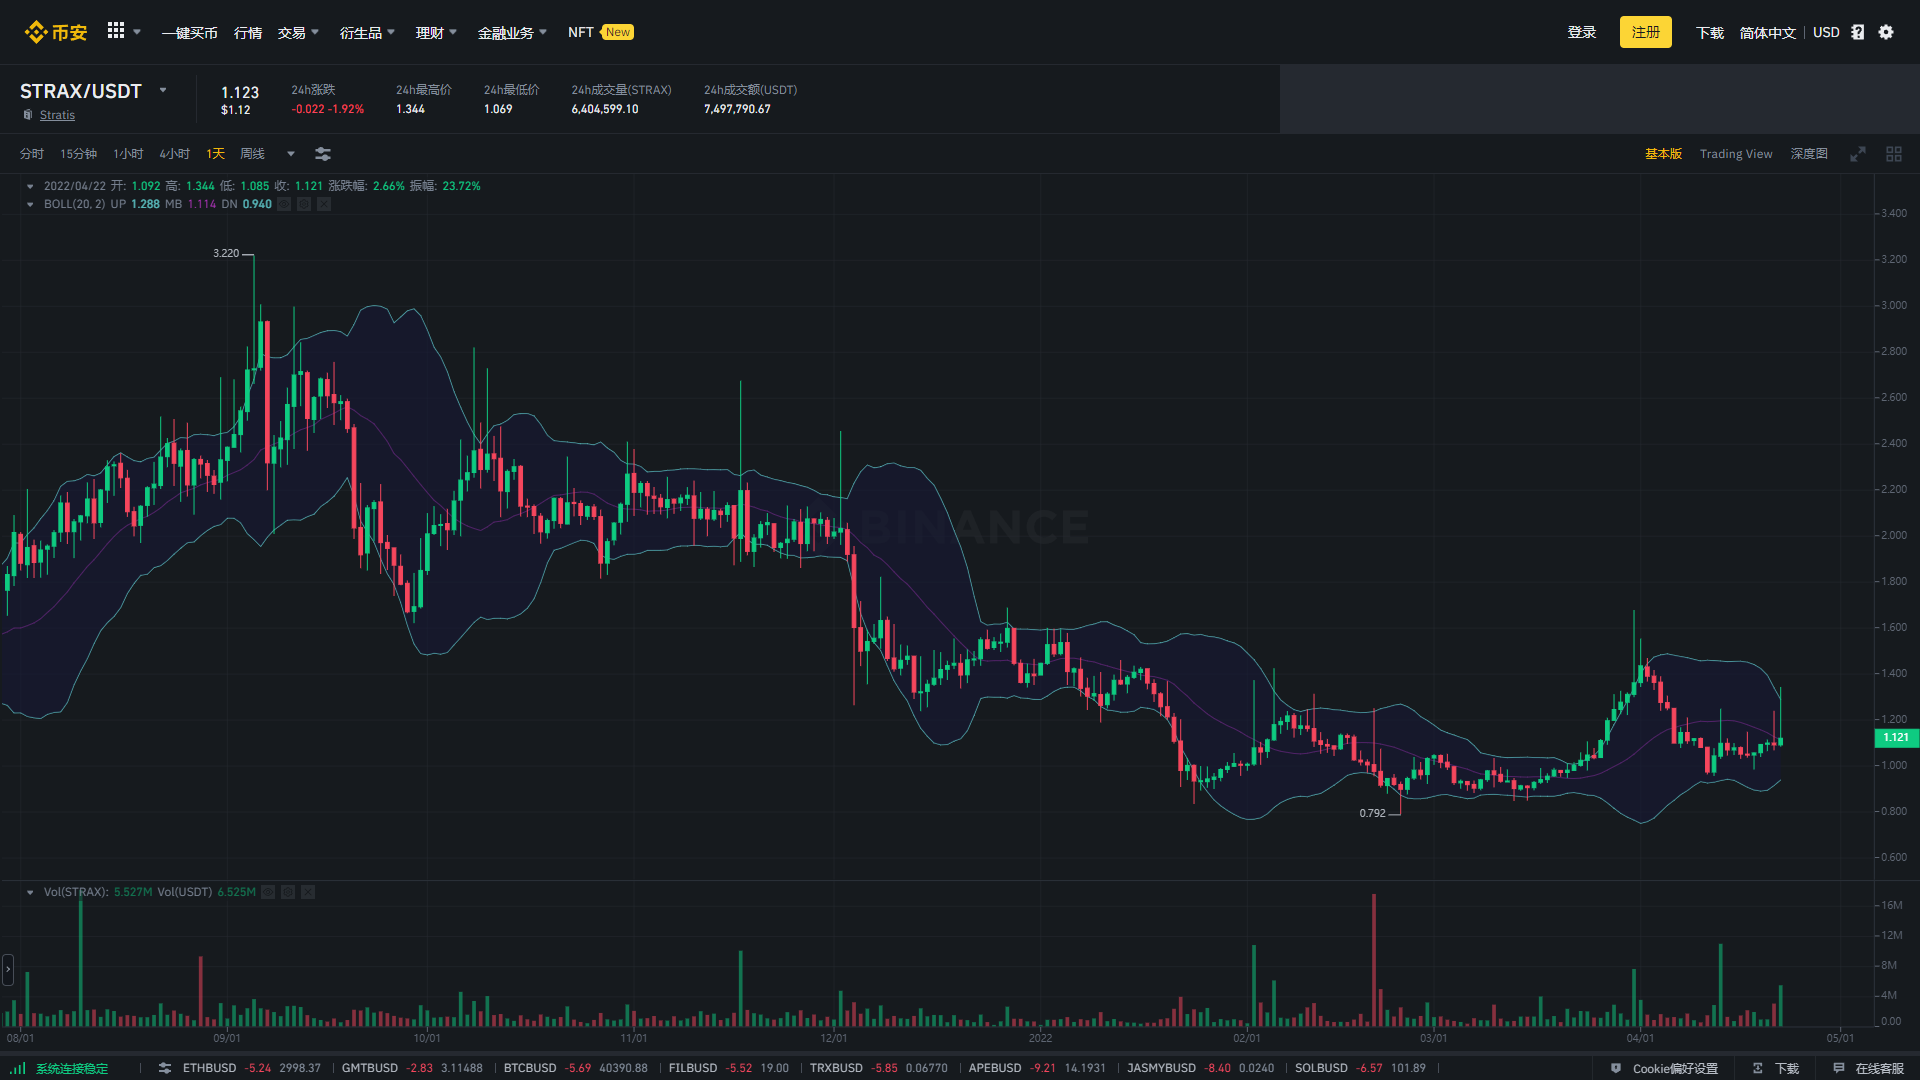 币安 一键买币 行情 交易 衍生品 理财 金融业务 NFT New 登录 注册 下载 简体中文 USD
STRAX/USDT 1.123 24h涨跌 24h最高价 24h最低价 24h成交量(STRAX) 24h成交额(USDT)
Stratis $1.12 -0.022 -1.92% 1.344 1.069 6,404,599.10 7,497,790.67
分时 15分钟 1小时 4小时 1天 周线 基本版 Trading View 深度图
2022/04/22 开: 1.092 高: 1.344 低: 1.085 收: 1.121 涨跌幅: 2.66% 振幅: 23.72%
BOLL(20, 2) UP 1.288 MB 1.114 DN 0.940
3.400
3.220
3.200
3.000
2.800
2.600
2.400
2.200
BINANCE
2.000
1.800
1.600
1.400
1.200
1.121
1.000
0.792
0.800
0.600
Vol(STRAX): 5.527M Vol(USDT) 6.525M
16M
12M
8M
4M
0.00
08/01 09/01 10/01 11/01 12/01 2022 02/01 03/01 04/01 05/01
系统连接稳定 ETHBUSD -5.24 2998.37 GMTBUSD -2.83 3.11488 BTCBUSD -5.69 40390.88 FILBUSD -5.52 19.00 TRXBUSD -5.85 0.06770 APEBUSD -9.21 14.1931 JASMYBUSD -8.40 0.0240 SOLBUSD -6.57 101.89 Cookie偏好设置 下载 在线客服